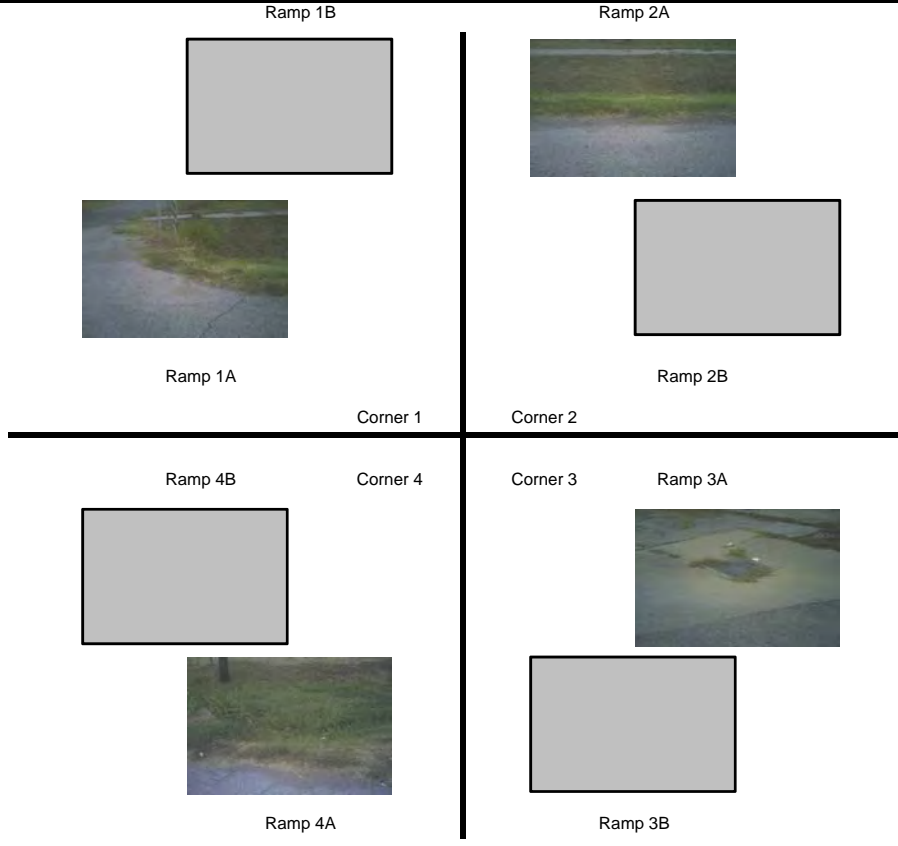 Ramp 1B
Ramp 2A
Ramp 1A
Ramp 2B
Corner 1
Corner 2
Ramp 4B
Corner 4
Corner 3
Ramp 3A
Ramp 4A
Ramp 3B